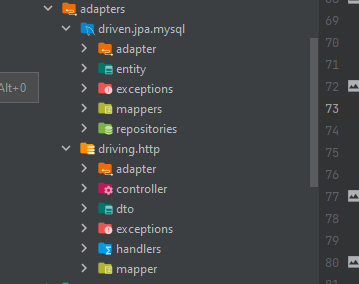 adapters
driven.jpa.mysql
adapter
entity
exceptions
mappers
repositories
driving.http
adapter
controller
dto
exceptions
handlers
mapper
Alt+0
69
70
71
72
73
74
75
76
77
78
79
80